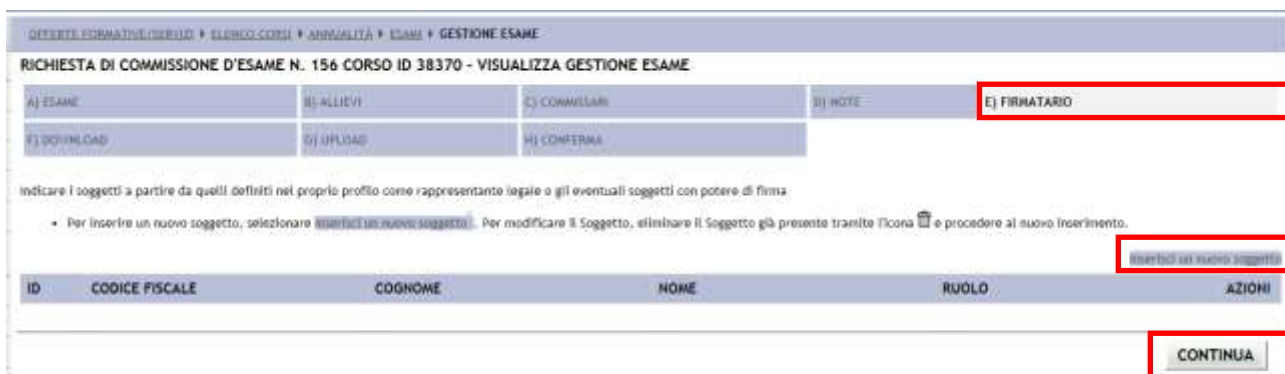 OFFERTE FORMATIVE/SERVIZI ▸ ELENCO CORSI ▸ ANNUALITÀ ▸ ESAMI ▸ GESTIONE ESAME
RICHIESTA DI COMMISSIONE D'ESAME N. 156 CORSO ID 38370 - VISUALIZZA GESTIONE ESAME
A) ESAME B) ALLIEVI C) COMMISSARI D) NOTE E) FIRMATARIO
F) DOWNLOAD G) UPLOAD H) CONFERMA
Indicare i soggetti a partire da quelli definiti nel proprio profilo come rappresentante legale o gli eventuali soggetti con potere di firma
• Per inserire un nuovo soggetto, selezionare Inserisci un nuovo soggetto . Per modificare il Soggetto, eliminare il Soggetto già presente tramite l'icona e procedere al nuovo inserimento.
Inserisci un nuovo soggetto
ID CODICE FISCALE COGNOME NOME RUOLO AZIONI
CONTINUA